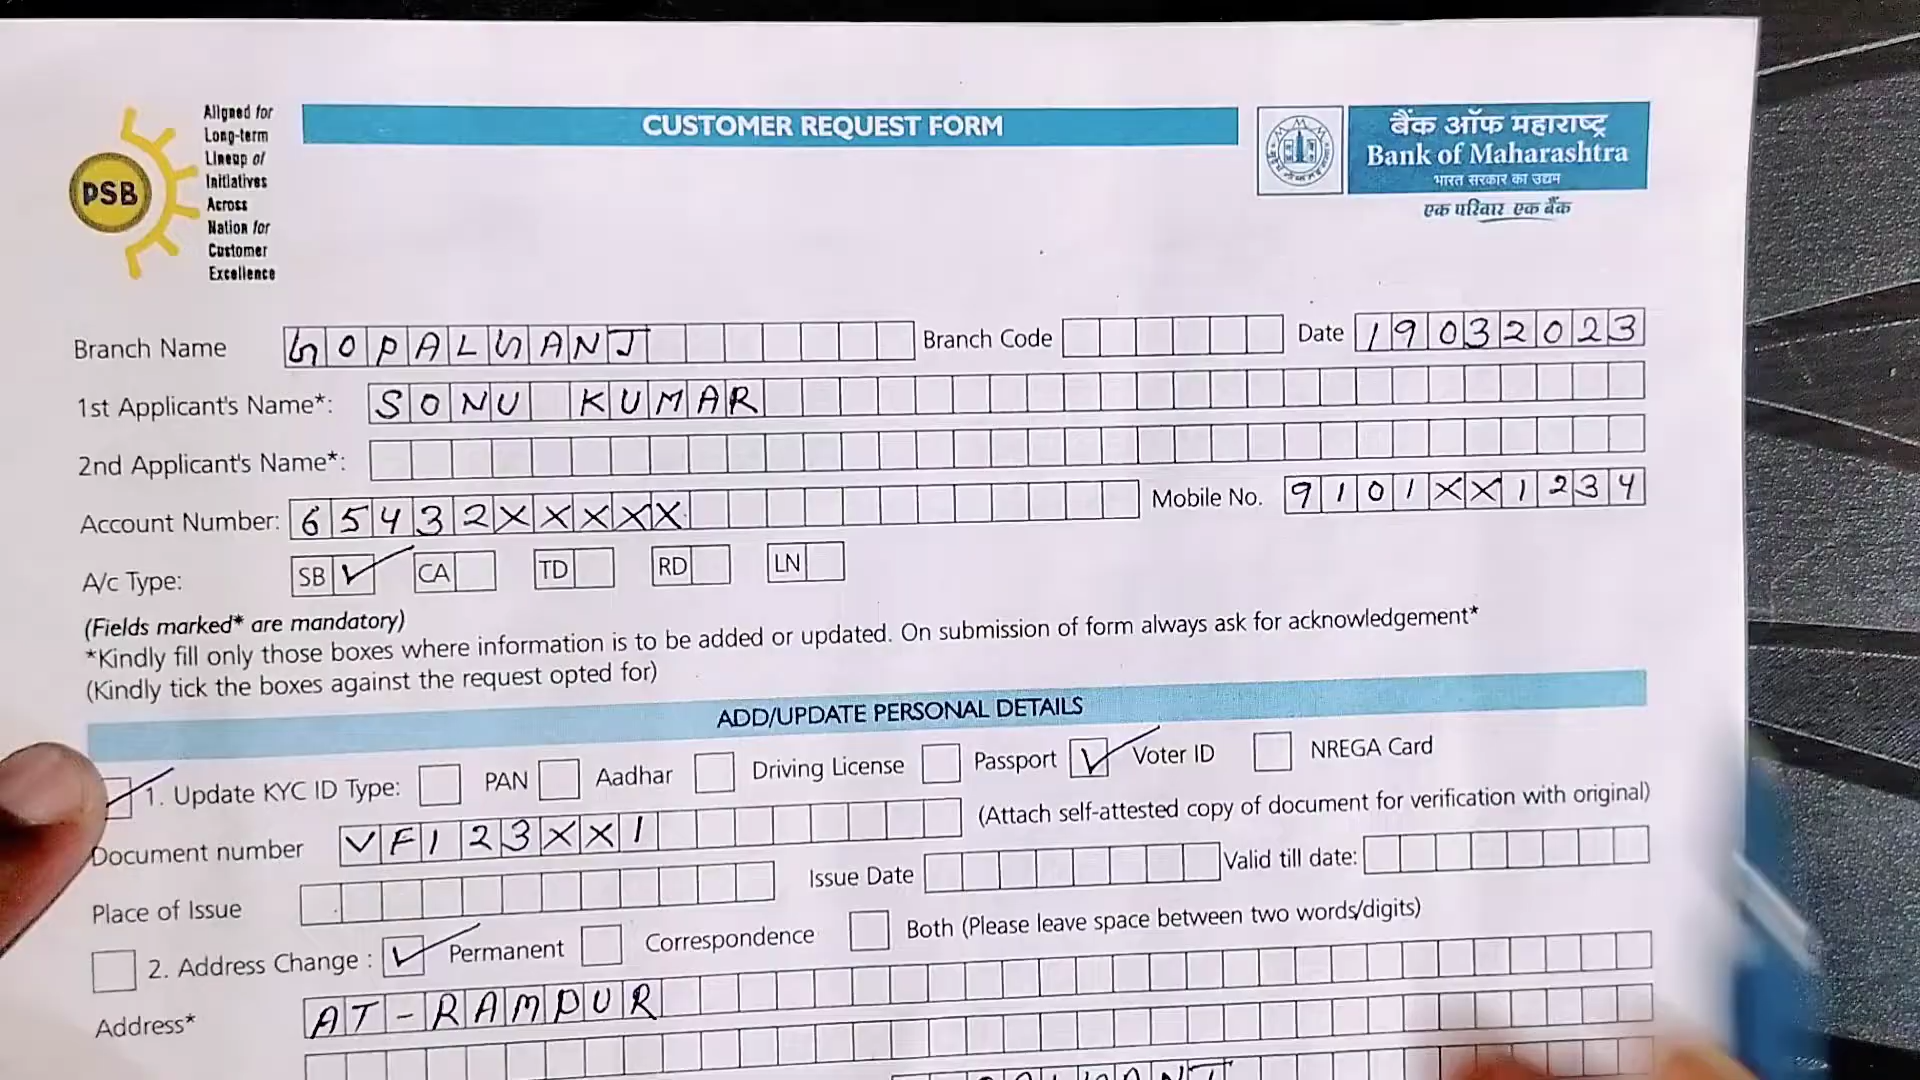 Aligned for
Long-term
Lineup of
Initiatives
Across
Nation for
Customer
Excellence
PSB
CUSTOMER REQUEST FORM
बैंक ऑफ महाराष्ट्र
Bank of Maharashtra
भारत सरकार का उद्यम
एक परिवार एक बैंक
Branch Name GOPALGANJ Branch Code Date 19032023
1st Applicant's Name*: SONU KUMAR
2nd Applicant's Name*:
Account Number: 65432XXXXX Mobile No. 9101XX1234
A/c Type: SB CA TD RD LN
(Fields marked* are mandatory)
*Kindly fill only those boxes where information is to be added or updated. On submission of form always ask for acknowledgement*
(Kindly tick the boxes against the request opted for)
ADD/UPDATE PERSONAL DETAILS
1. Update KYC ID Type: PAN Aadhar Driving License Passport Voter ID NREGA Card
Document number VF123XX1 (Attach self-attested copy of document for verification with original)
Place of Issue Issue Date Valid till date:
2. Address Change : Permanent Correspondence Both (Please leave space between two words/digits)
Address* AT-RAMPUR